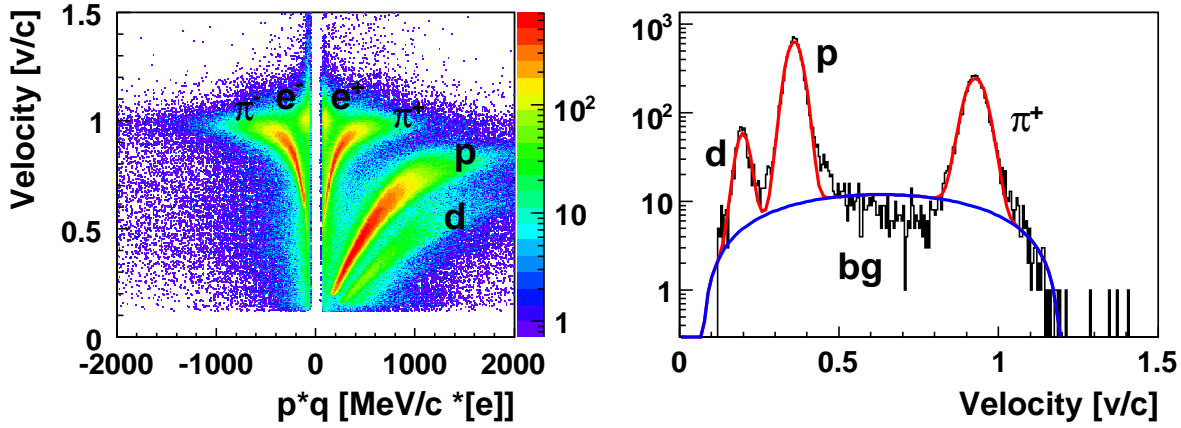 Velocity [v/c]
1.5
1
0.5
0
π⁻ e⁻ e⁺ π⁺
p
d
-2000 -1000 0 1000 2000
p*q [MeV/c *[e]]
10²
10
1
10³
10²
10
1
d
p
π⁺
bg
0 0.5 1 1.5
Velocity [v/c]